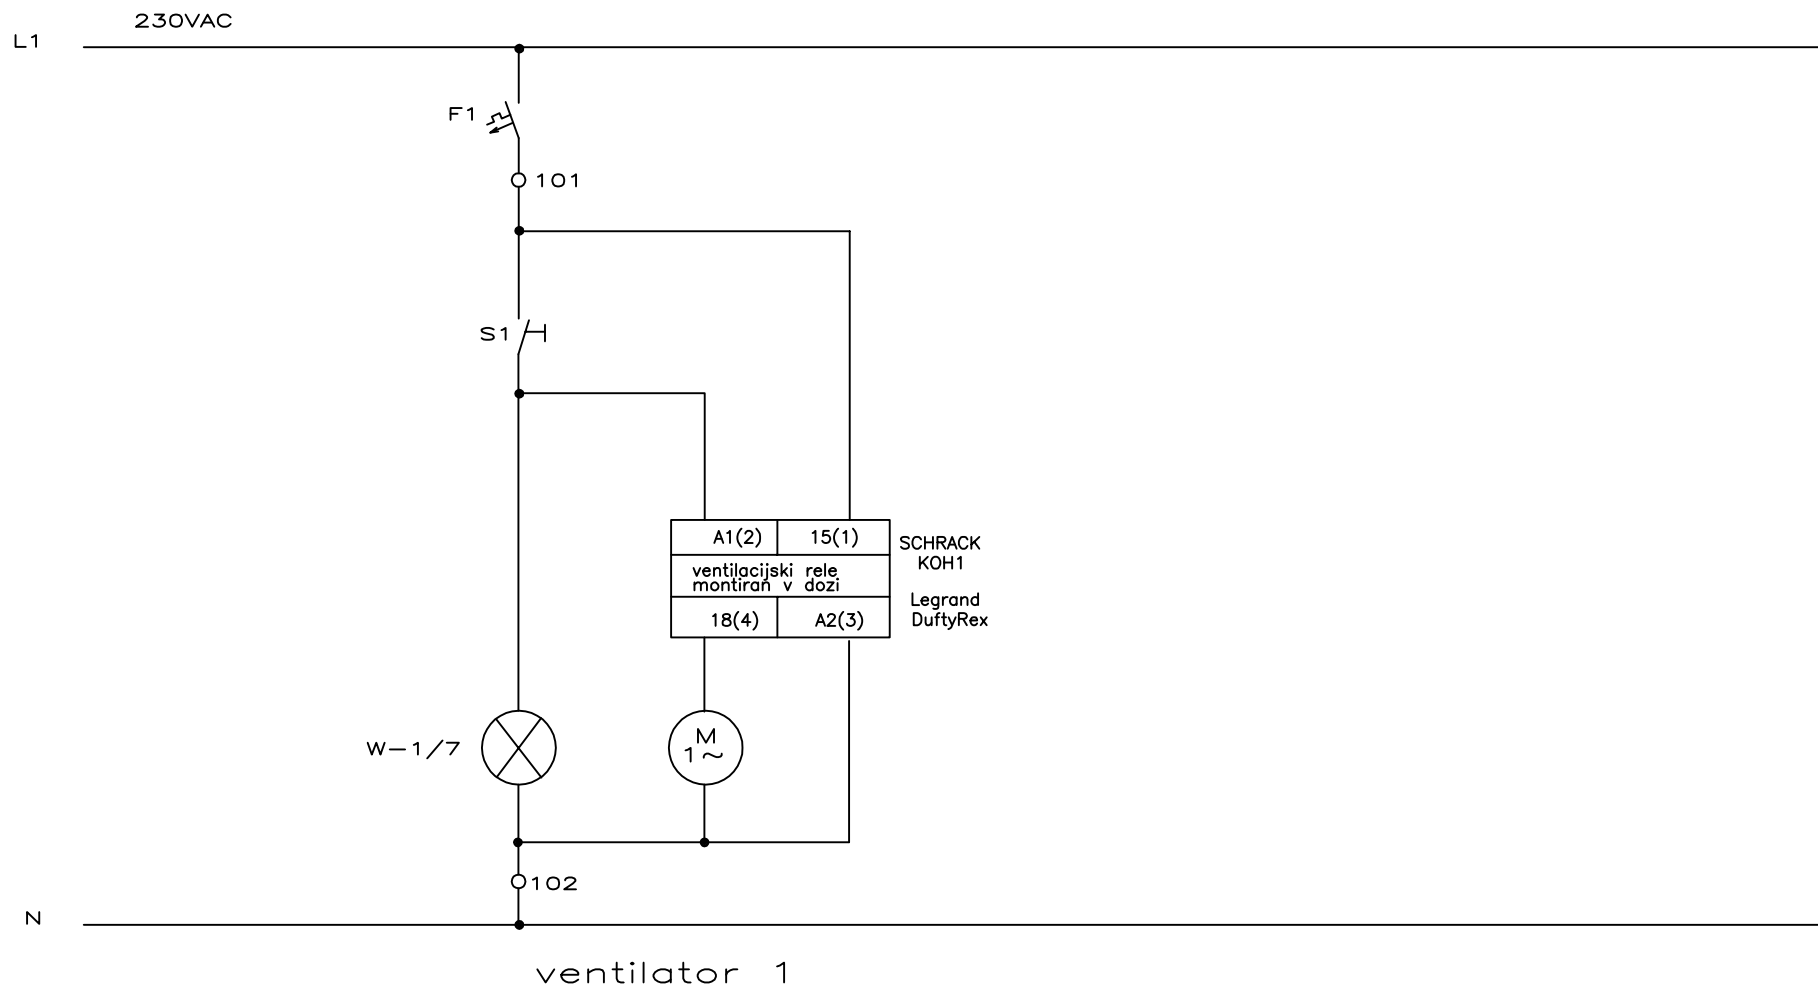 230VAC
L1
F1
101
S1
A1(2) 15(1)
SCHRACK
KOH1
ventilacijski rele
montiran v dozi
Legrand
DuftyRex
18(4) A2(3)
W-1/7
M
1~
102
N
ventilator 1